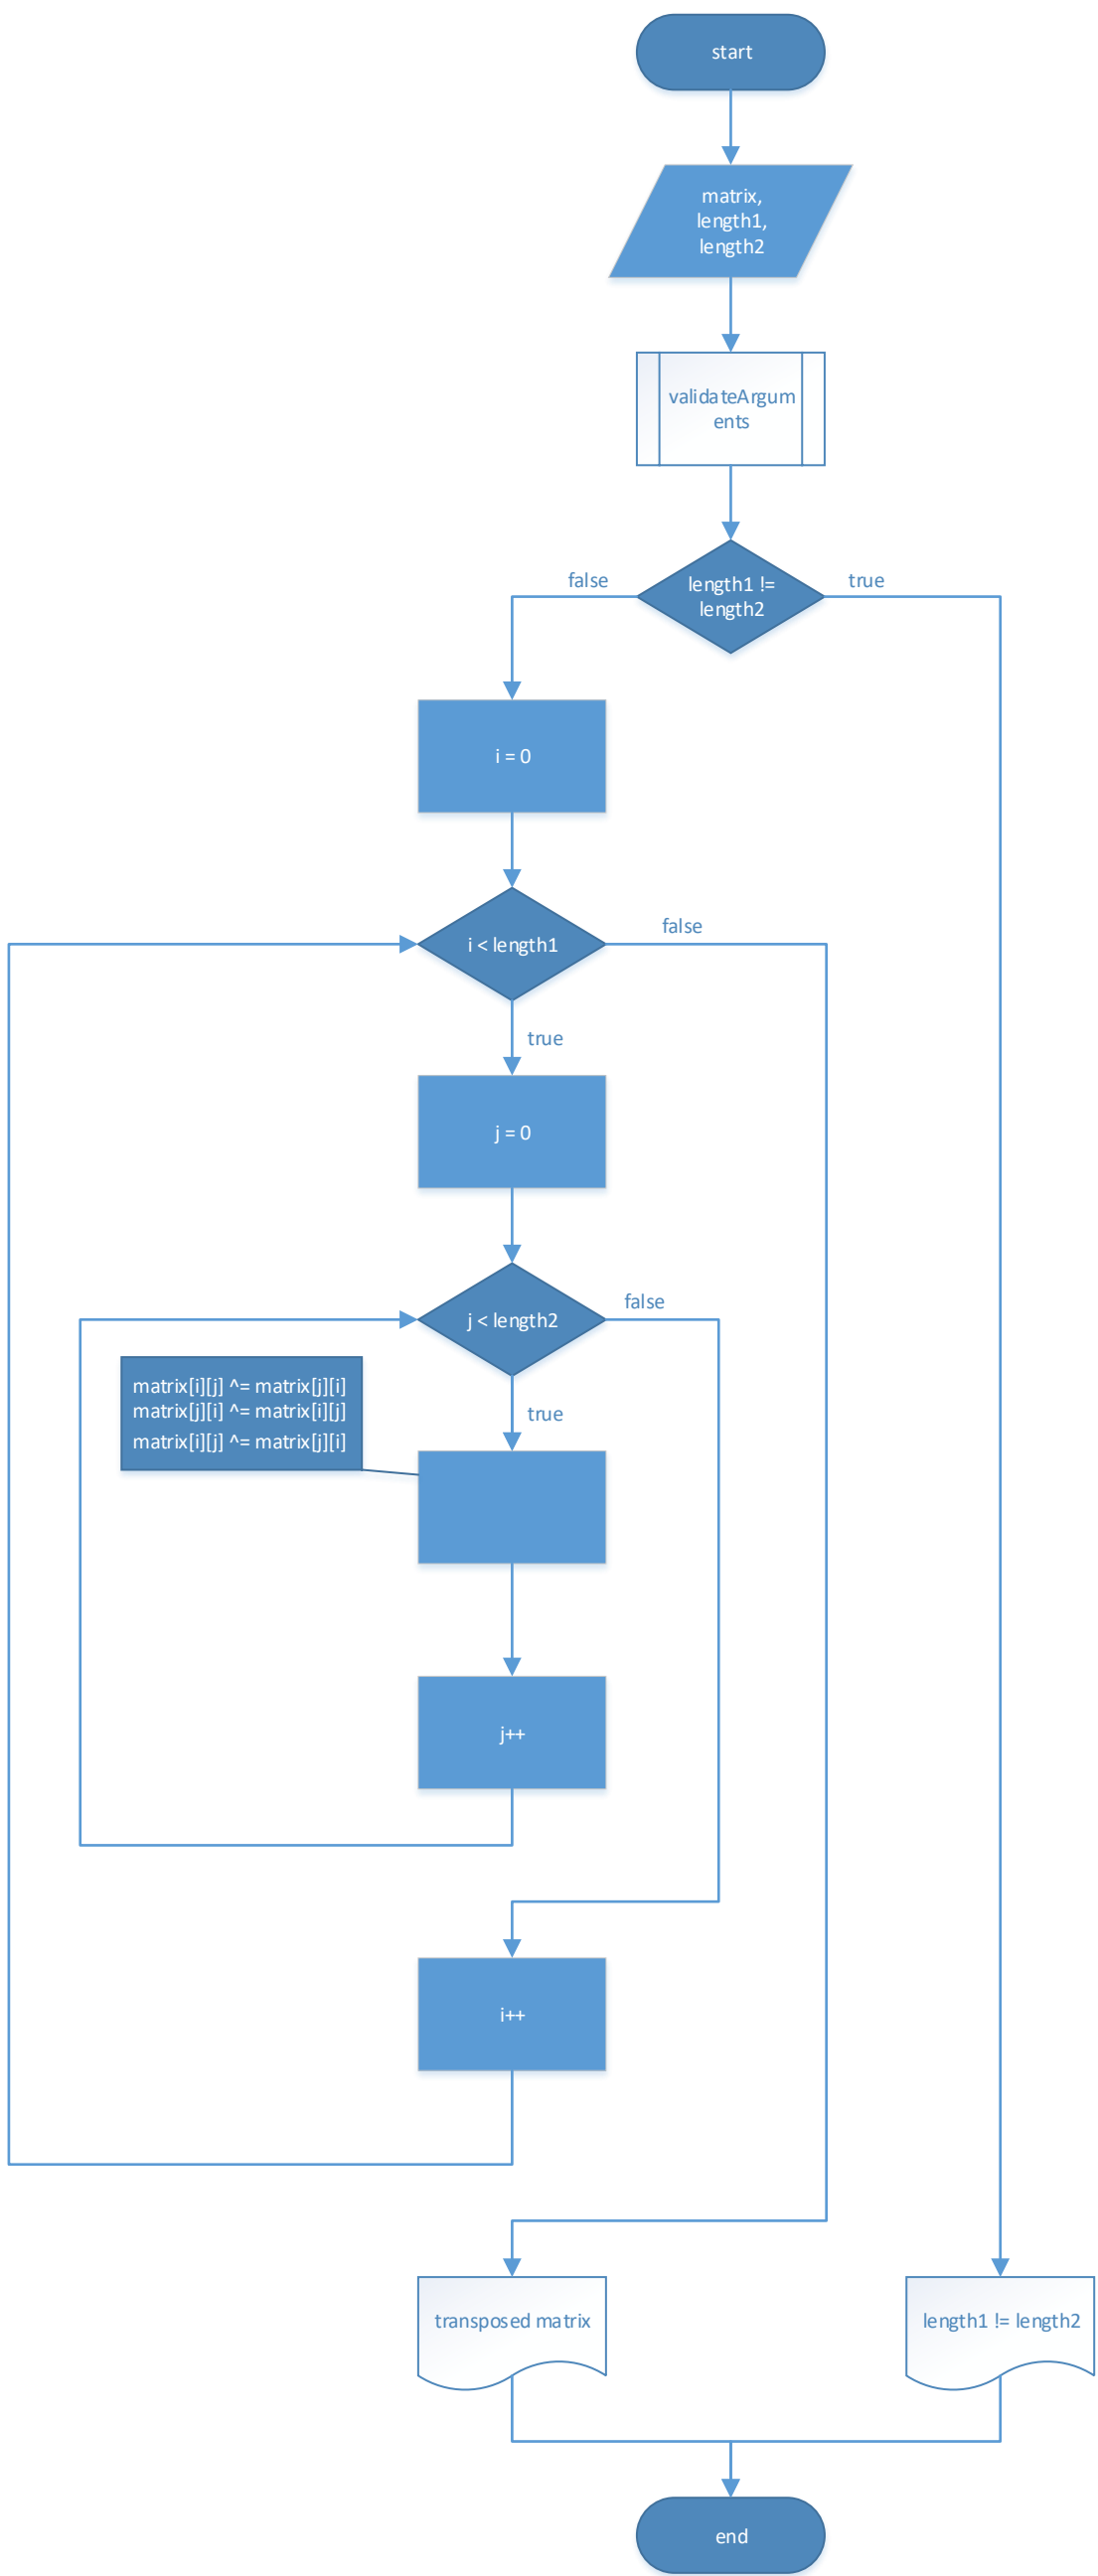 start
matrix,
length1,
length2
validateArgum
ents
length1 !=
length2
false
true
i = 0
i < length1
false
true
j = 0
j < length2
false
true
matrix[i][j] ^= matrix[j][i]
matrix[j][i] ^= matrix[i][j]
matrix[i][j] ^= matrix[j][i]
j++
i++
transposed matrix
length1 != length2
end